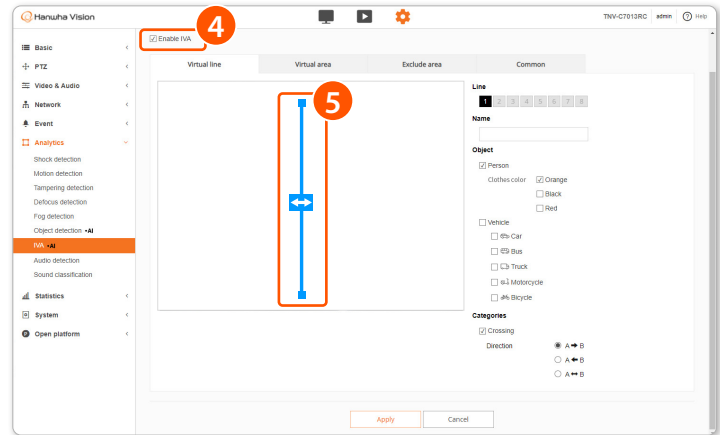 Hanwha Vision
TNV-C7013RC admin ? Help
4
Enable IVA
Basic
PTZ
Video & Audio
Network
Event
Analytics
Shock detection
Motion detection
Tampering detection
Defocus detection
Fog detection
Object detection •AI
IVA •AI
Audio detection
Sound classification
Statistics
System
Open platform
Virtual line Virtual area Exclude area Common
5
Line
1 2 3 4 5 6 7 8
Name
Object
Person
Clothes color Orange
Black
Red
Vehicle
Car
Bus
Truck
Motorcycle
Bicycle
Categories
Crossing
Direction A ➡ B
A ⬅ B
A ↔ B
Apply Cancel